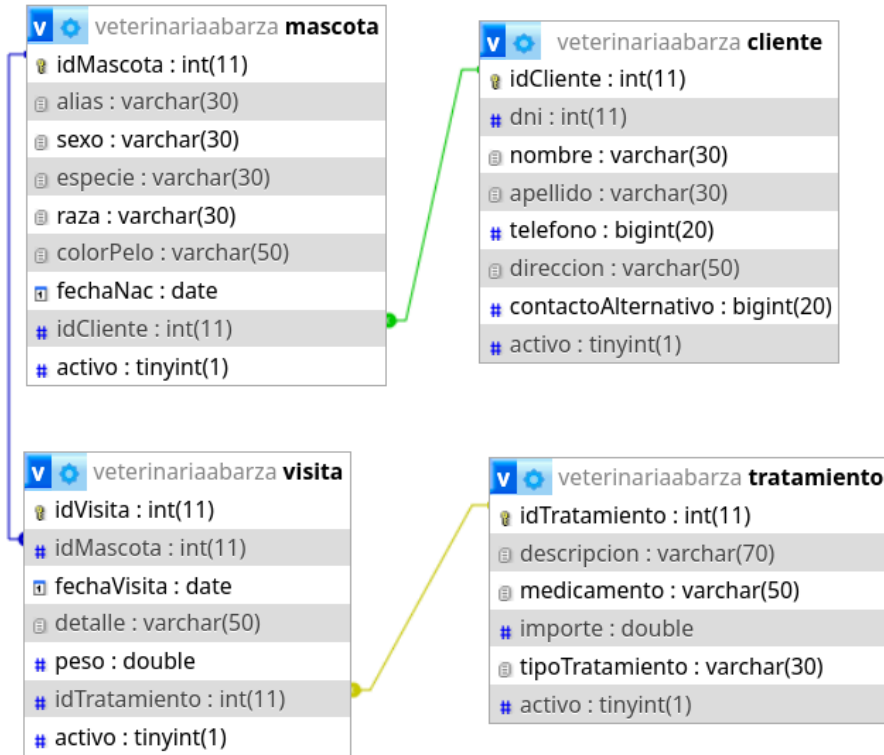 v veterinariaabarza mascota
idMascota : int(11)
alias : varchar(30)
sexo : varchar(30)
especie : varchar(30)
raza : varchar(30)
colorPelo : varchar(50)
fechaNac : date
# idCliente : int(11)
# activo : tinyint(1)
v veterinariaabarza cliente
idCliente : int(11)
# dni : int(11)
nombre : varchar(30)
apellido : varchar(30)
# telefono : bigint(20)
direccion : varchar(50)
# contactoAlternativo : bigint(20)
# activo : tinyint(1)
v veterinariaabarza visita
idVisita : int(11)
# idMascota : int(11)
fechaVisita : date
detalle : varchar(50)
# peso : double
# idTratamiento : int(11)
# activo : tinyint(1)
v veterinariaabarza tratamiento
idTratamiento : int(11)
descripcion : varchar(70)
medicamento : varchar(50)
# importe : double
tipoTratamiento : varchar(30)
# activo : tinyint(1)